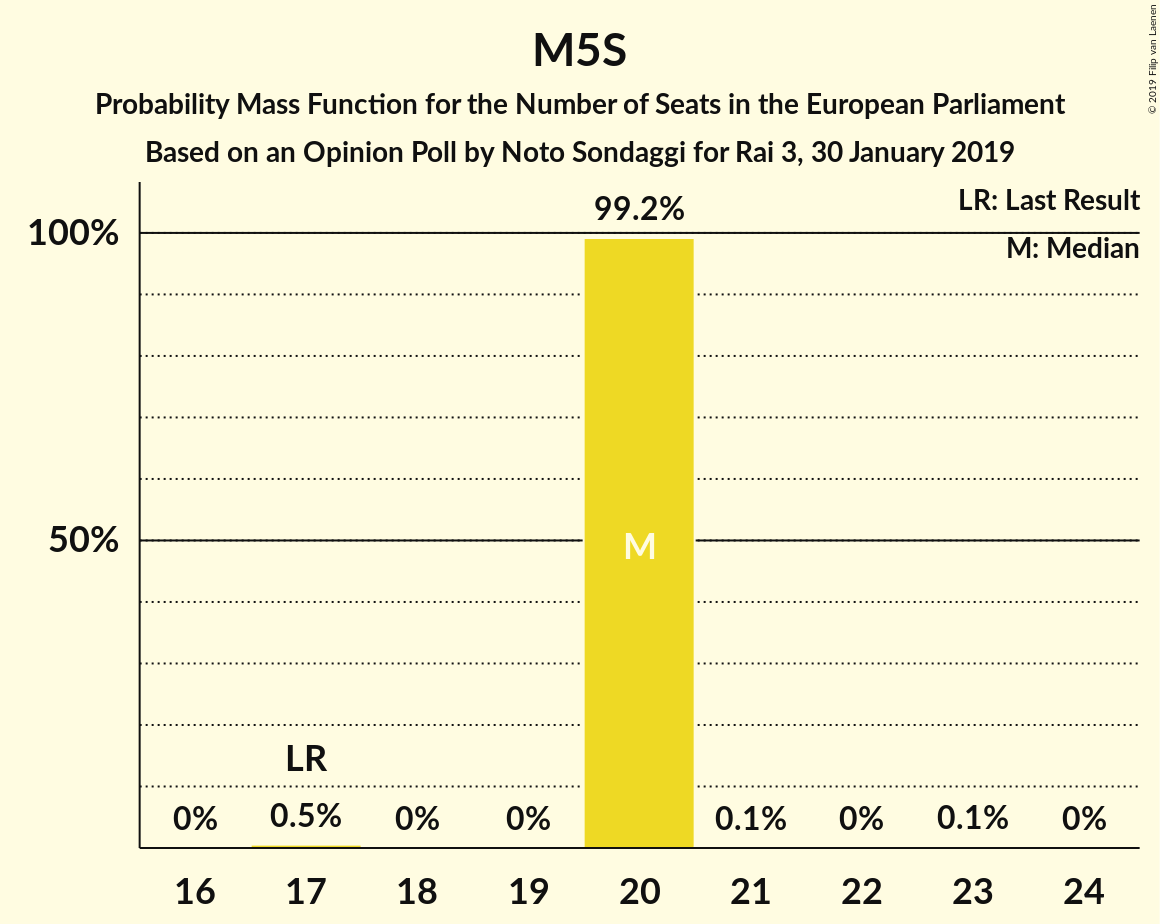 M5S
Probability Mass Function for the Number of Seats in the European Parliament
Based on an Opinion Poll by Noto Sondaggi for Rai 3, 30 January 2019
© 2019 Filip van Laenen
LR: Last Result
M: Median
99.2%
100%
50%
M
LR
0% 0.5% 0% 0% 0.1% 0% 0.1% 0%
16 17 18 19 20 21 22 23 24